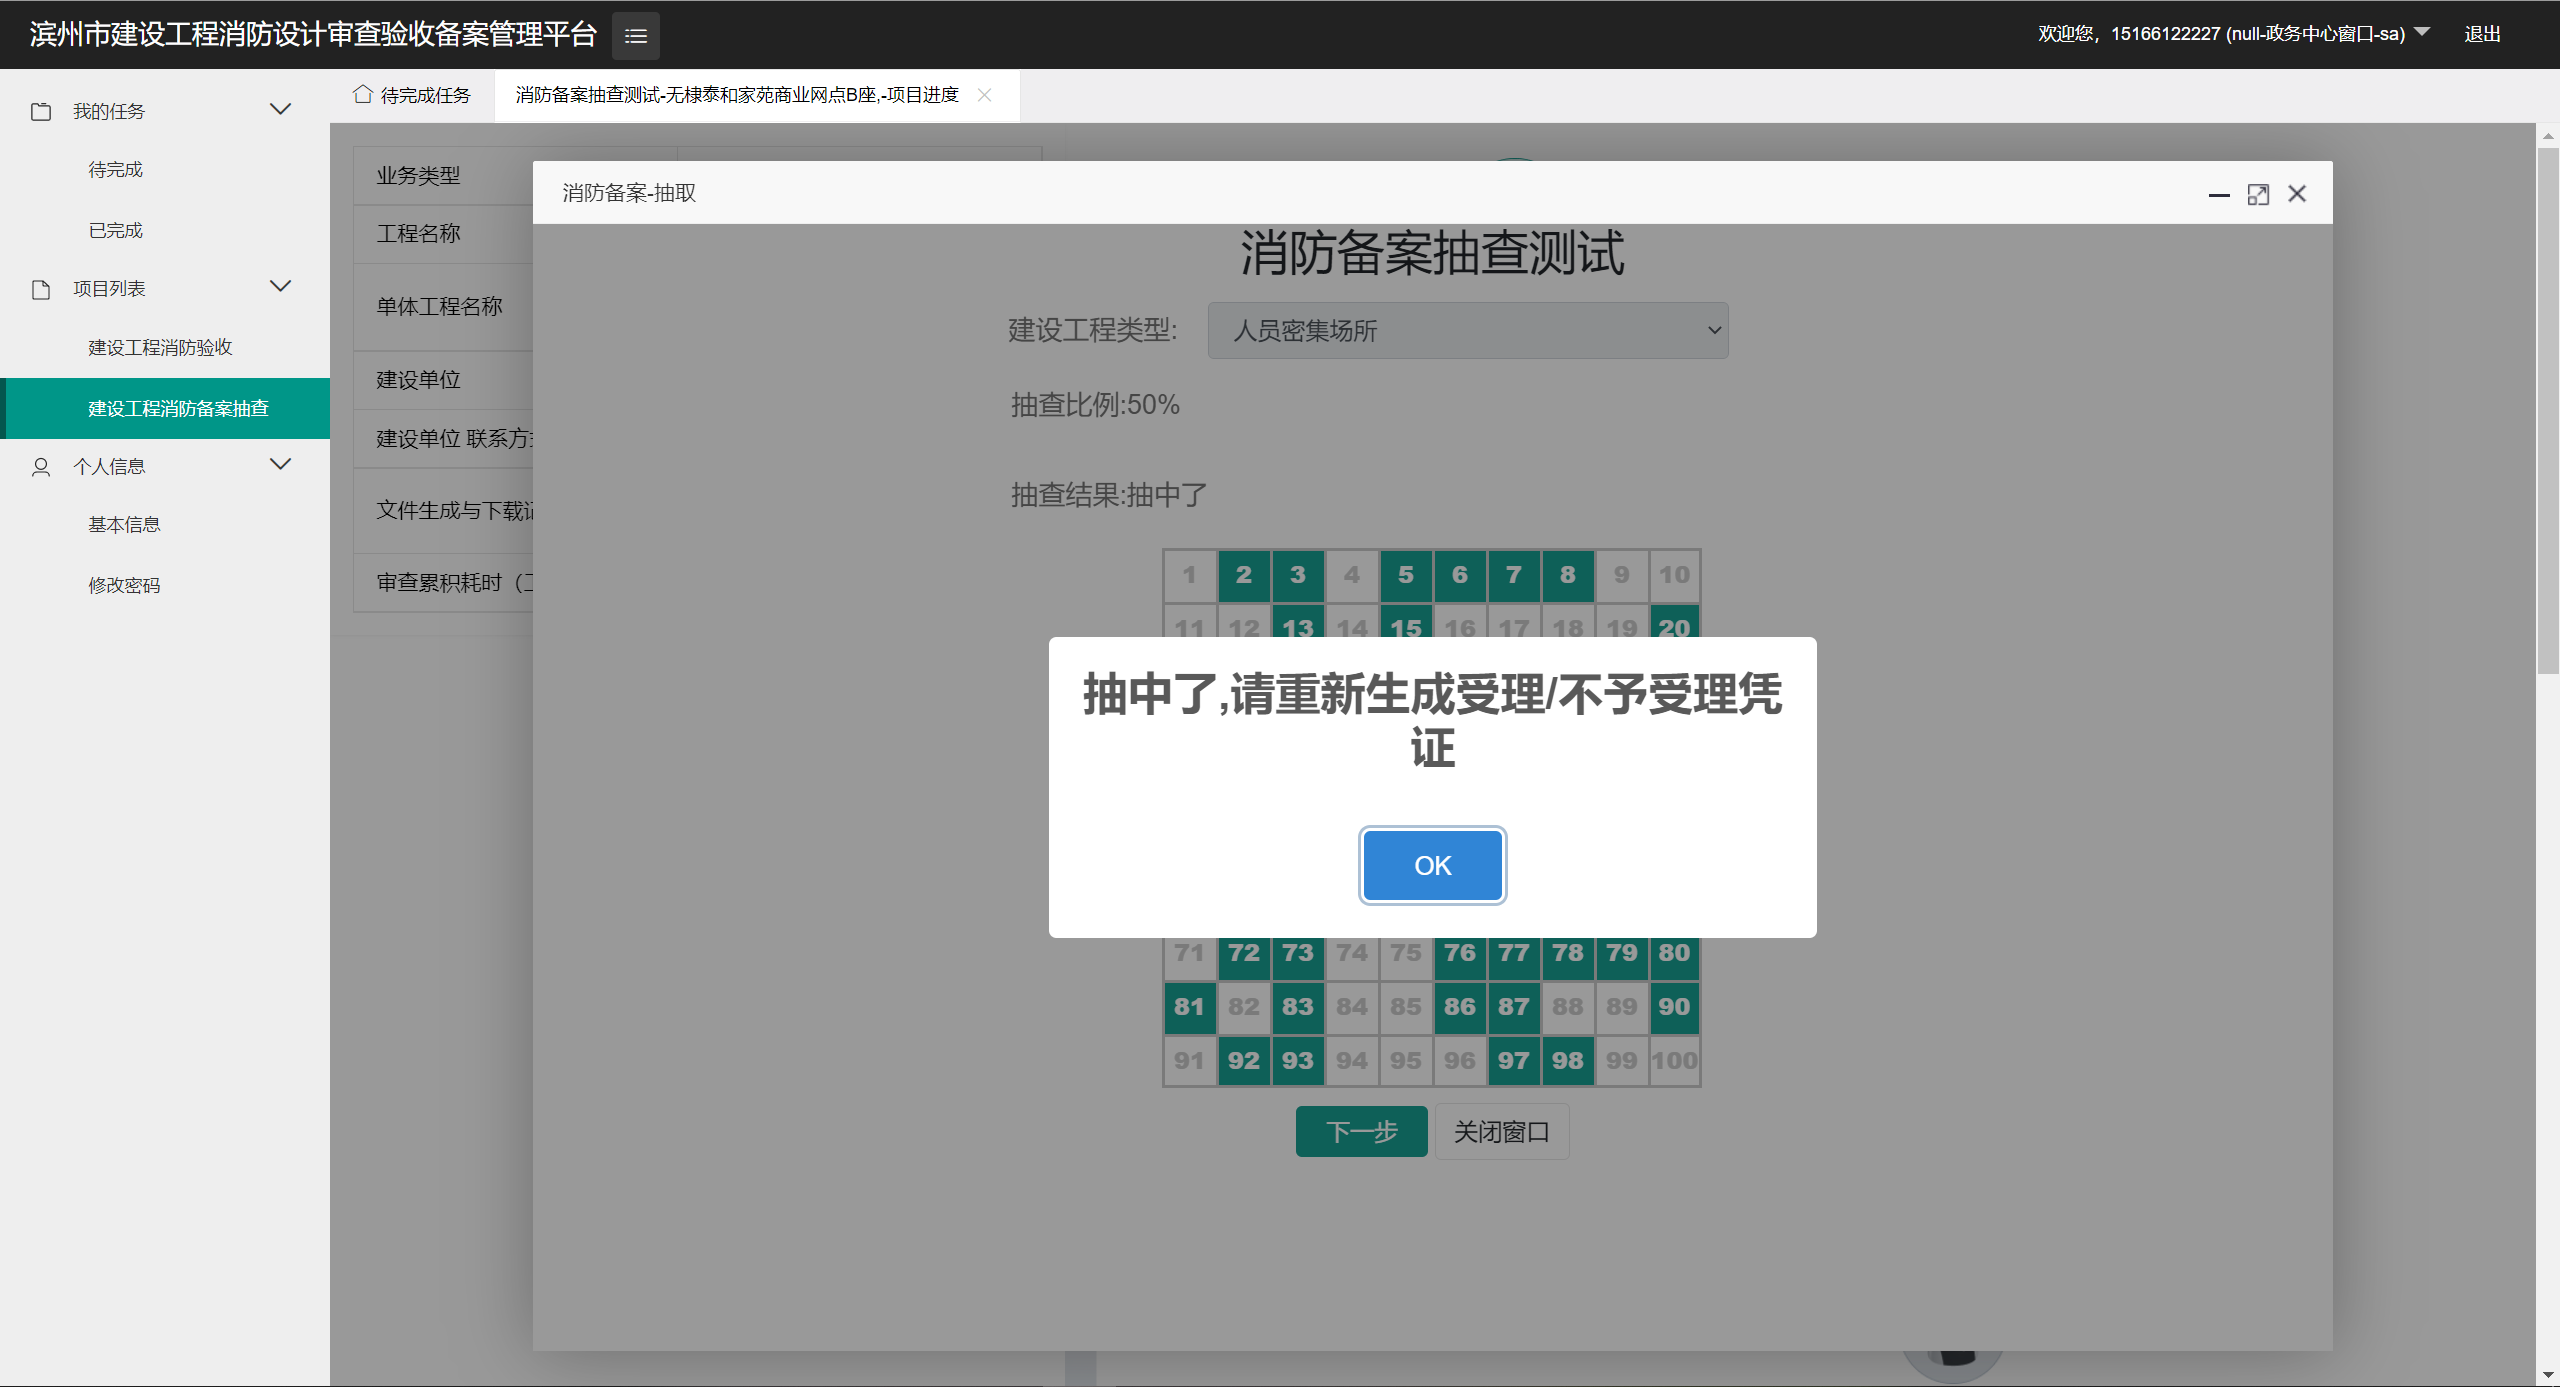 滨州市建设工程消防设计审查验收备案管理平台
欢迎您，15166122227 (null-政务中心窗口-sa)
退出
我的任务
待完成
已完成
项目列表
建设工程消防验收
建设工程消防备案抽查
个人信息
基本信息
修改密码
待完成任务
消防备案抽查测试-无棣泰和家苑商业网点B座,-项目进度
业务类型
工程名称
单体工程名称
建设单位
建设单位 联系方
文件生成与下载
审查累积耗时（
消防备案-抽取
消防备案抽查测试
建设工程类型:
人员密集场所
抽查比例:50%
抽查结果:抽中了
1 2 3 4 5 6 7 8 9 10
11 12 13 14 15 16 17 18 19 20
抽中了,请重新生成受理/不予受理凭
证
OK
71 72 73 74 75 76 77 78 79 80
81 82 83 84 85 86 87 88 89 90
91 92 93 94 95 96 97 98 99 100
下一步
关闭窗口